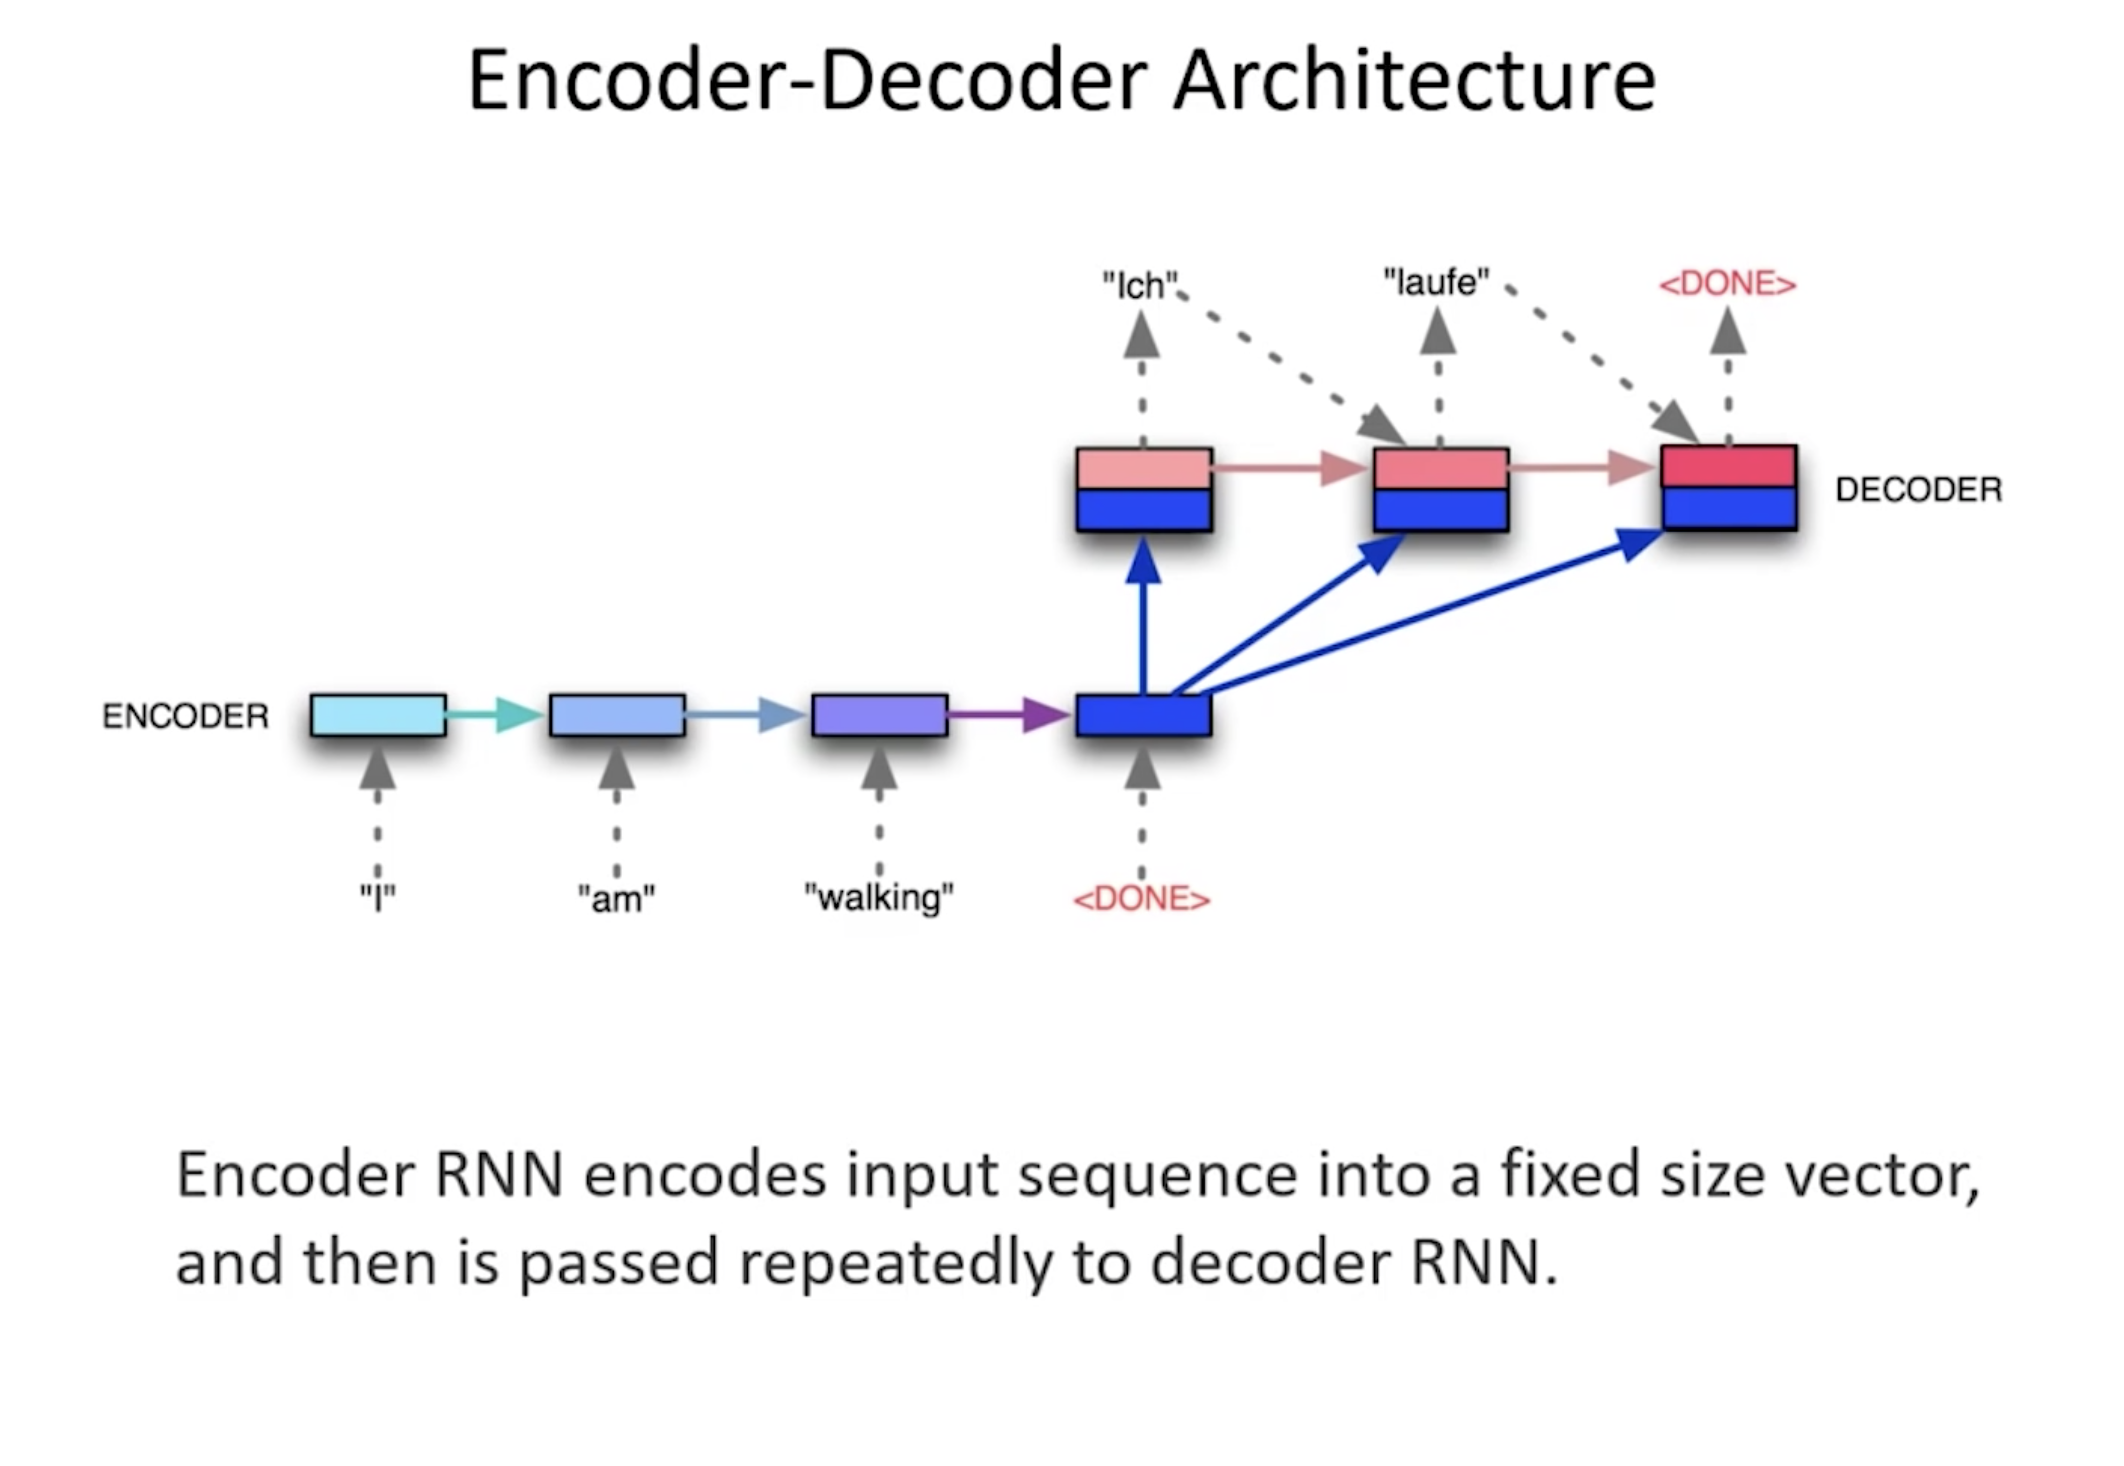 Encoder-Decoder Architecture
"Ich" "laufe" <DONE>
DECODER
ENCODER
"I" "am" "walking" <DONE>
Encoder RNN encodes input sequence into a fixed size vector,
and then is passed repeatedly to decoder RNN.